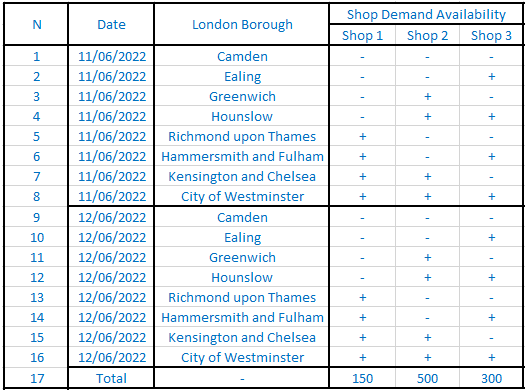 N Date London Borough Shop Demand Availability
Shop 1 Shop 2 Shop 3
1 11/06/2022 Camden - - -
2 11/06/2022 Ealing - - +
3 11/06/2022 Greenwich - + -
4 11/06/2022 Hounslow - + +
5 11/06/2022 Richmond upon Thames + - -
6 11/06/2022 Hammersmith and Fulham + - +
7 11/06/2022 Kensington and Chelsea + + -
8 11/06/2022 City of Westminster + + +
9 12/06/2022 Camden - - -
10 12/06/2022 Ealing - - +
11 12/06/2022 Greenwich - + -
12 12/06/2022 Hounslow - + +
13 12/06/2022 Richmond upon Thames + - -
14 12/06/2022 Hammersmith and Fulham + - +
15 12/06/2022 Kensington and Chelsea + + -
16 12/06/2022 City of Westminster + + +
17 Total - 150 500 300